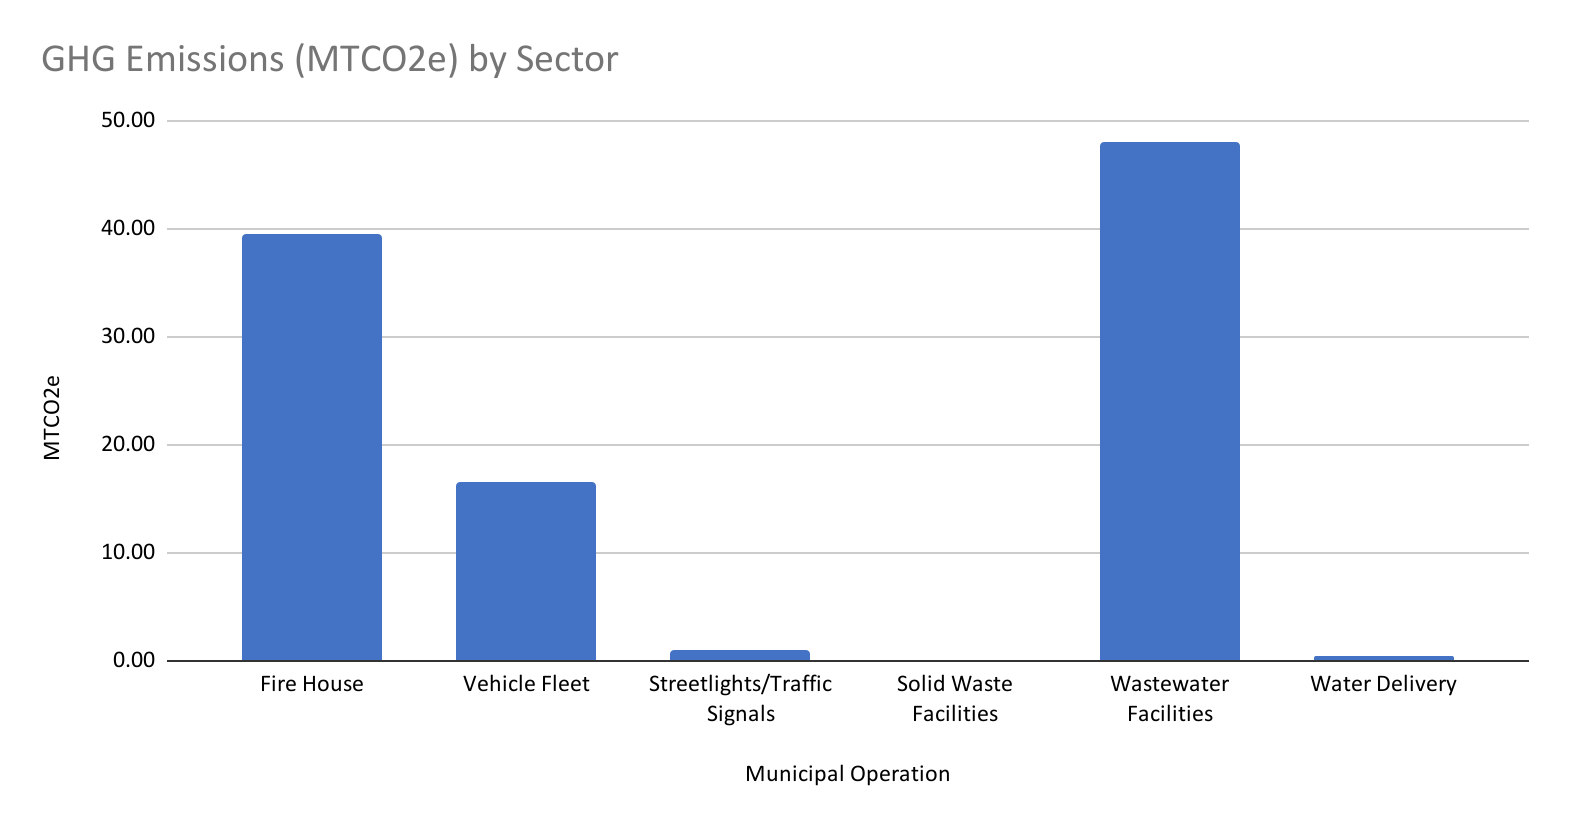 GHG Emissions (MTCO2e) by Sector
50.00
40.00
30.00
20.00
10.00
0.00
MTCO2e
Fire House
Vehicle Fleet
Streetlights/Traffic
Signals
Solid Waste
Facilities
Wastewater
Facilities
Water Delivery
Municipal Operation